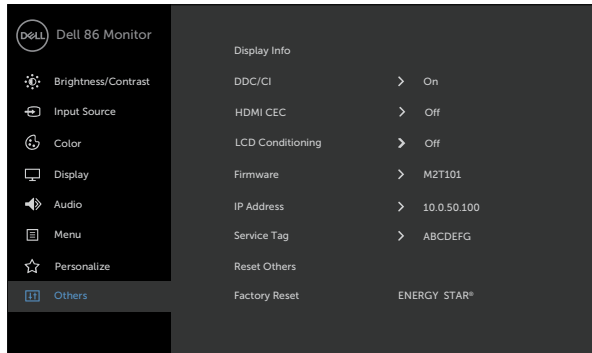 DELL Dell 86 Monitor
Display Info
Brightness/Contrast DDC/CI On
Input Source HDMI CEC Off
Color LCD Conditioning Off
Display Firmware M2T101
Audio IP Address 10.0.50.100
Menu Service Tag ABCDEFG
Personalize Reset Others
Others Factory Reset ENERGY STAR®